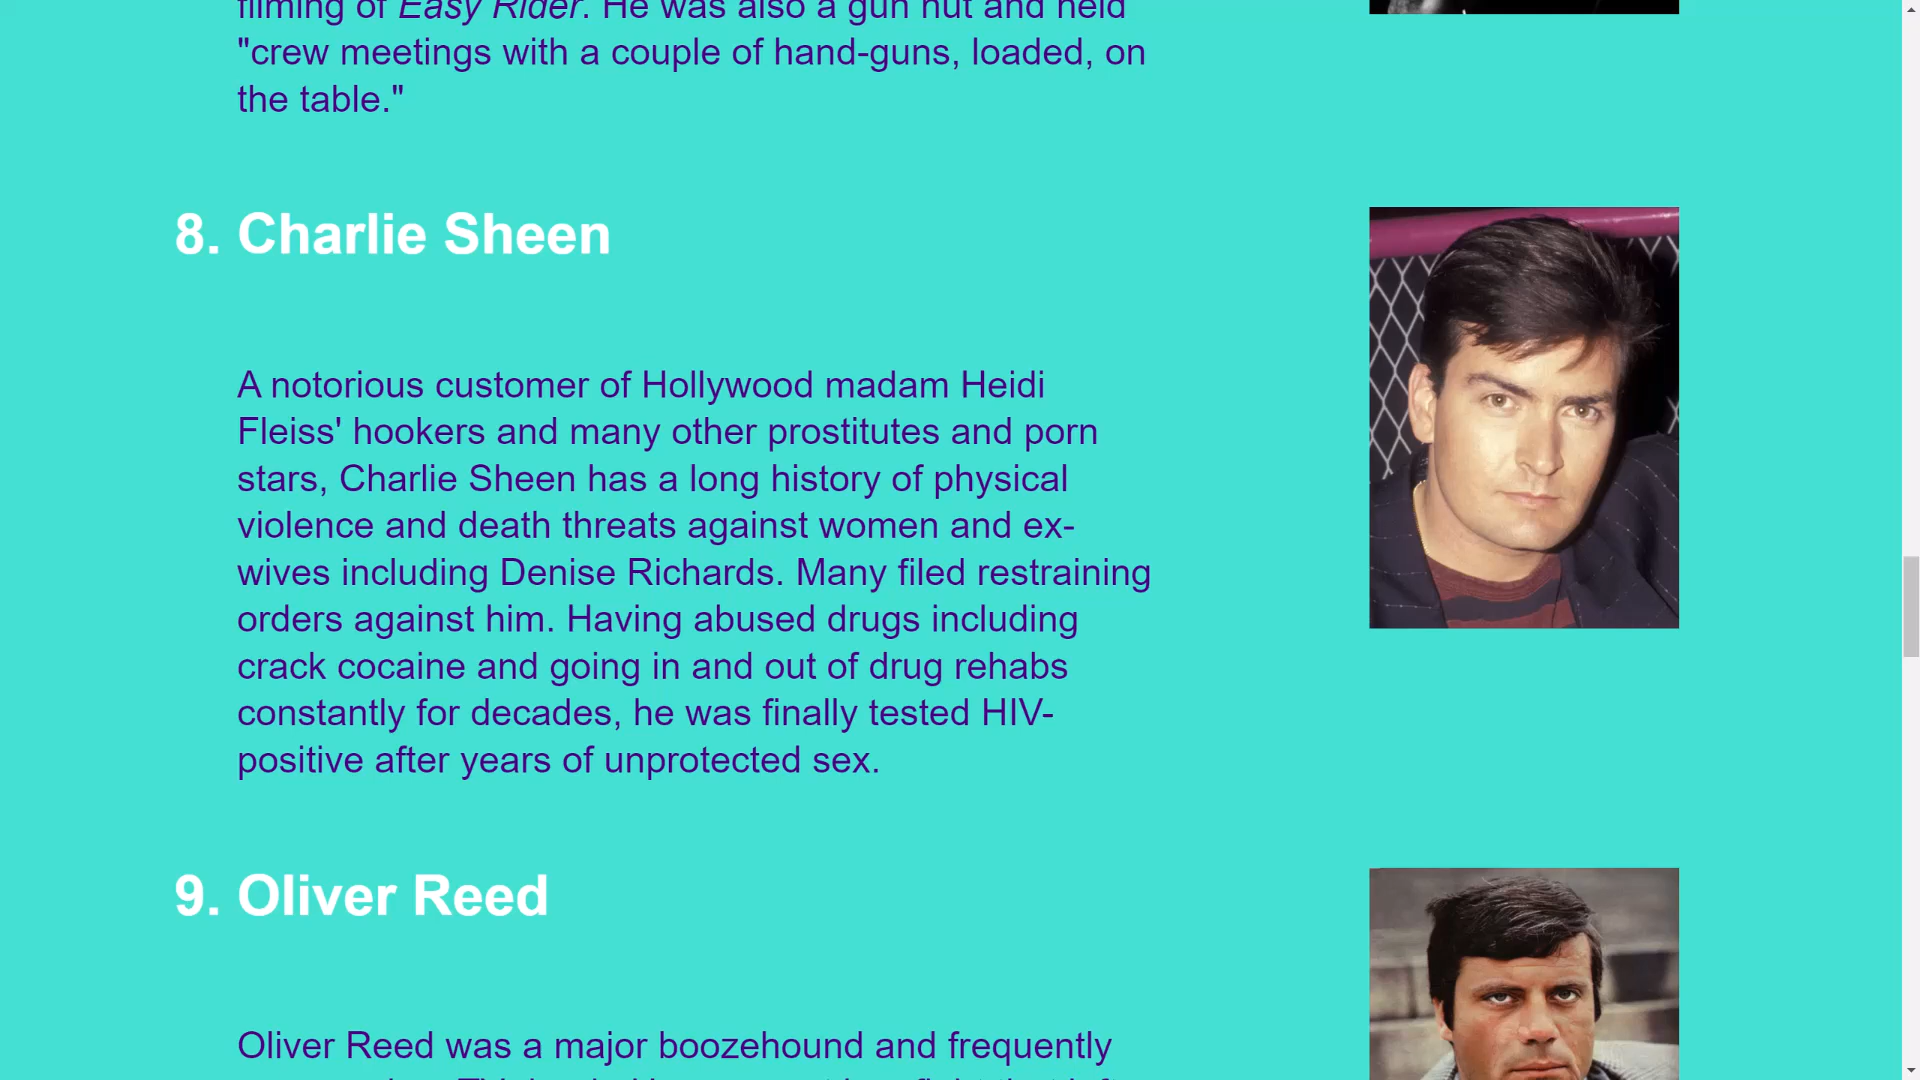 filming of Easy Rider. He was also a gun nut and held
"crew meetings with a couple of hand-guns, loaded, on
the table."
8. Charlie Sheen
A notorious customer of Hollywood madam Heidi
Fleiss' hookers and many other prostitutes and porn
stars, Charlie Sheen has a long history of physical
violence and death threats against women and ex-
wives including Denise Richards. Many filed restraining
orders against him. Having abused drugs including
crack cocaine and going in and out of drug rehabs
constantly for decades, he was finally tested HIV-
positive after years of unprotected sex.
9. Oliver Reed
Oliver Reed was a major boozehound and frequently